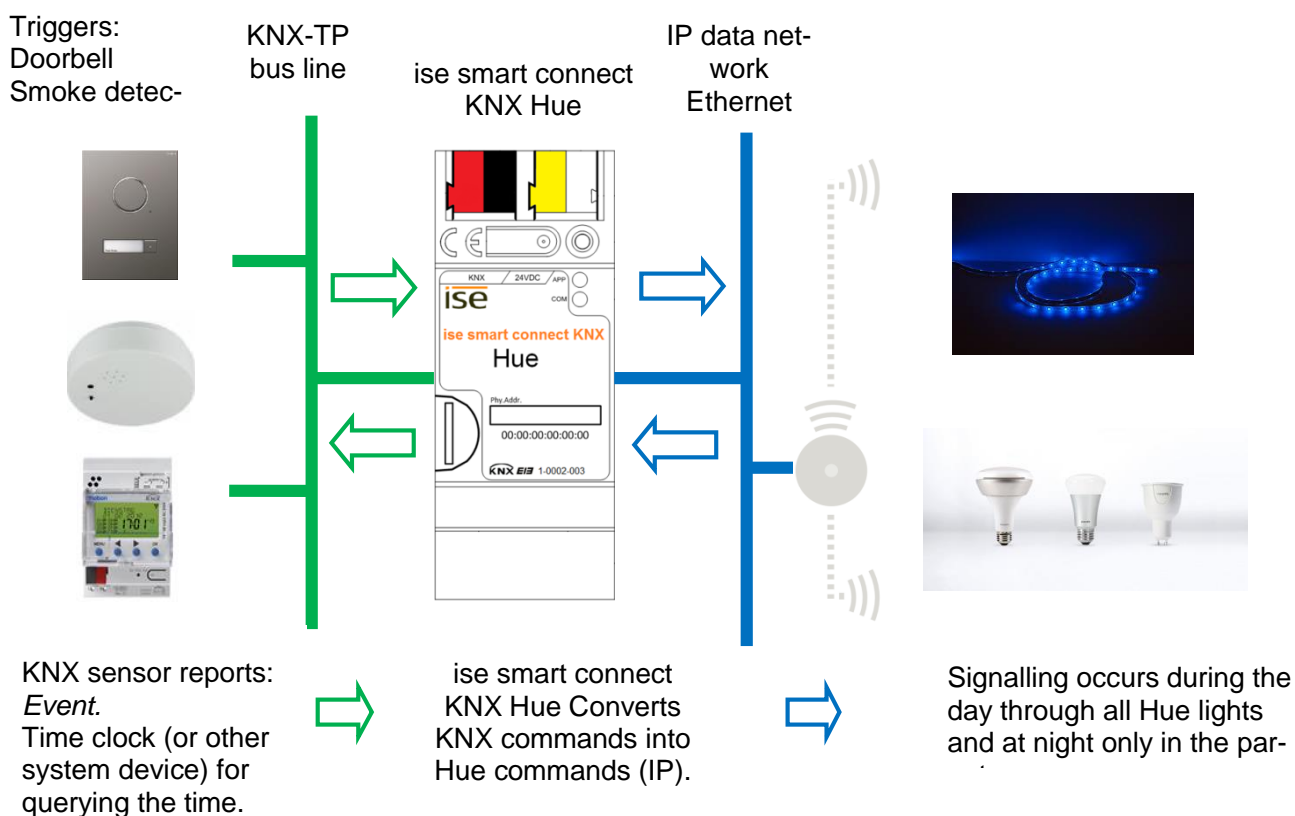 Triggers:
Doorbell
Smoke detec-
KNX-TP
bus line
ise smart connect
KNX Hue
IP data net-
work
Ethernet
KNX
24VDC
APP
COM
ise
ise smart connect KNX
Hue
Phy.Addr.
00:00:00:00:00:00
KNX EIB 1-0002-003
KNX
1701
MENU
OK
KNX sensor reports:
Event.
Time clock (or other
system device) for
querying the time.
ise smart connect
KNX Hue Converts
KNX commands into
Hue commands (IP).
Signalling occurs during the
day through all Hue lights
and at night only in the par-